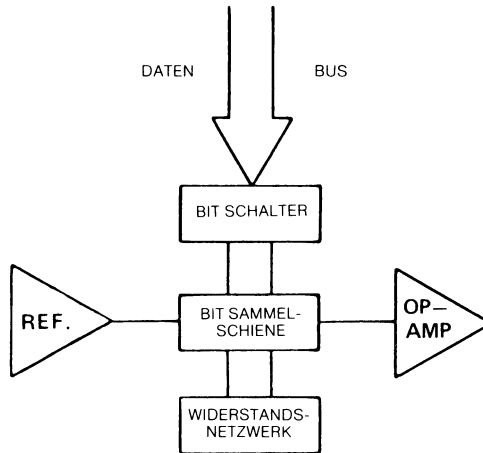 DATEN BUS
BIT SCHALTER
REF.
BIT SAMMEL-
SCHIENE
OP–
AMP
WIDERSTANDS-
NETZWERK